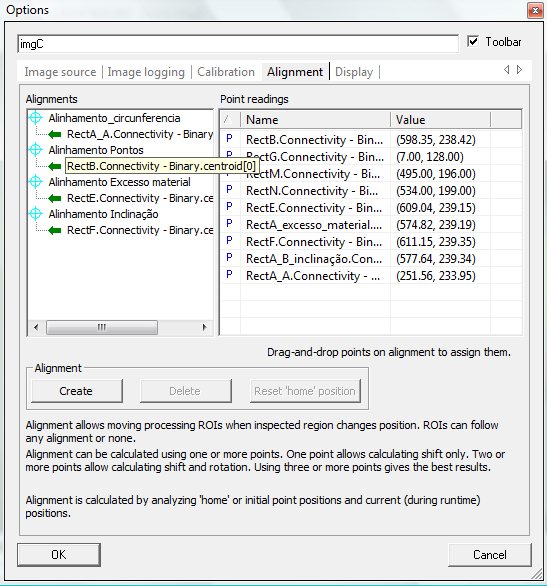 Options
imgC
Toolbar
Image source Image logging Calibration Alignment Display
Alignments
Alinhamento_circunferencia
RectA_A.Connectivity - Binary
Alinhamento Pontos
RectB.Connectivity - Binary.centroid[0]
Alinhamento Excesso material
RectE.Connectivity - Binary.ce
Alinhamento Inclinação
RectF.Connectivity - Binary.ce
Point readings
Name Value
P RectB.Connectivity - Bin... (598.35, 238.42)
P RectG.Connectivity - Bin... (7.00, 128.00)
P RectM.Connectivity - Bin... (495.00, 196.00)
P RectN.Connectivity - Bin... (534.00, 199.00)
P RectE.Connectivity - Bin... (609.04, 239.15)
P RectA_excesso_material.... (574.82, 239.19)
P RectF.Connectivity - Bin... (611.15, 239.35)
P RectA_B_inclinação.Con... (577.64, 239.34)
P RectA_A.Connectivity - ... (251.56, 233.95)
Drag-and-drop points on alignment to assign them.
Alignment
Create Delete Reset 'home' position
Alignment allows moving processing ROIs when inspected region changes position. ROIs can follow
any alignment or none.
Alignment can be calculated using one or more points. One point allows calculating shift only. Two or
more points allow calculating shift and rotation. Using three or more points gives the best results.
Alignment is calculated by analyzing 'home' or initial point positions and current (during runtime)
positions.
OK Cancel